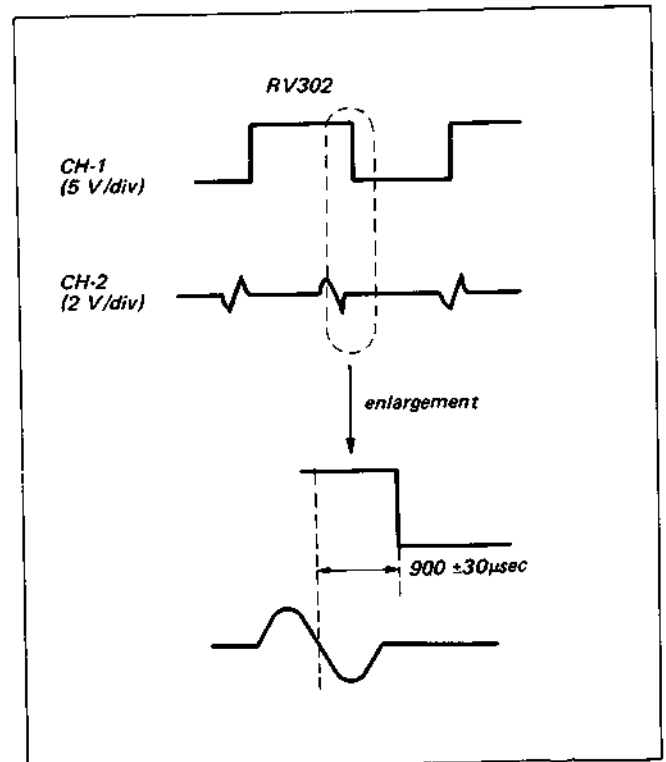 RV302
CH-1
(5 V/div)
CH-2
(2 V/div)
enlargement
900 ±30μsec